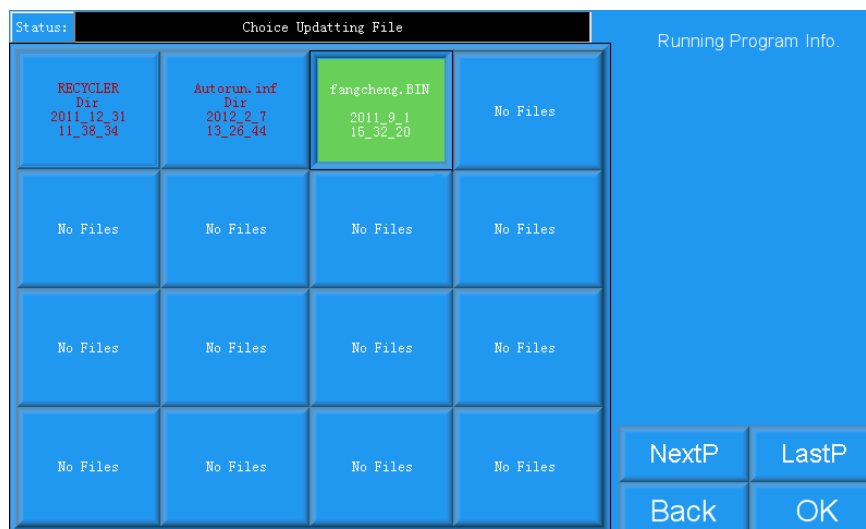 Status:
Choice Updatting File
Running Program Info.
RECYCLER
Dir
2011_12_31
11_38_34
Autorun.inf
Dir
2012_2_7
13_26_44
fangcheng.BIN
2011_9_1
15_32_20
No Files
No Files
No Files
No Files
No Files
No Files
No Files
No Files
No Files
No Files
No Files
No Files
No Files
NextP
LastP
Back
OK